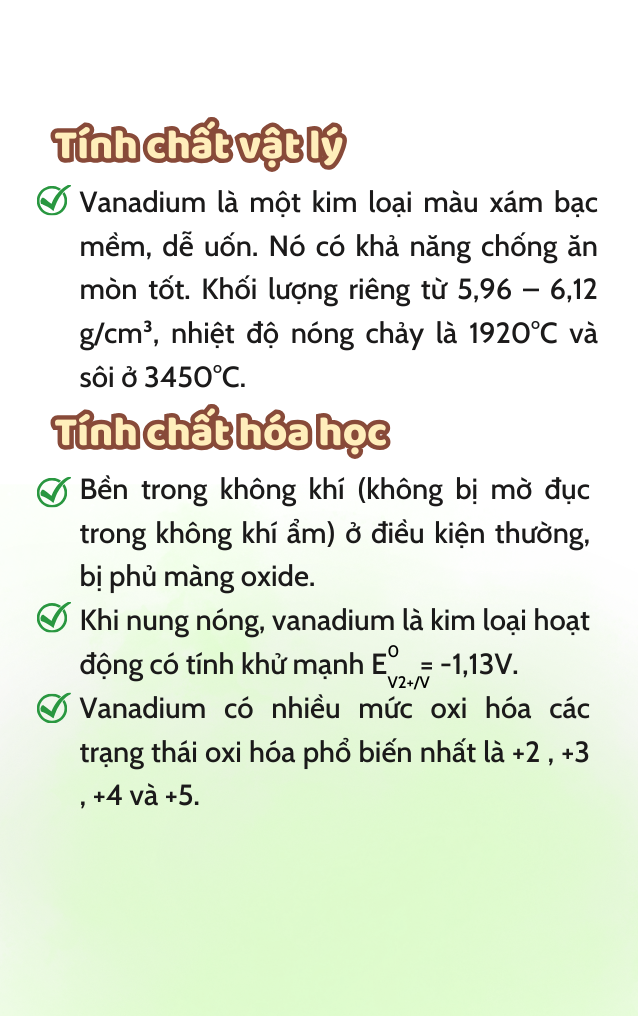 Tính chất vật lý
Vanadium là một kim loại màu xám bạc
mềm, dễ uốn. Nó có khả năng chống ăn
mòn tốt. Khối lượng riêng từ 5,96 – 6,12
g/cm³, nhiệt độ nóng chảy là 1920°C và
sôi ở 3450°C.
Tính chất hóa học
Bền trong không khí (không bị mờ đục
trong không khí ẩm) ở điều kiện thường,
bị phủ màng oxide.
Khi nung nóng, vanadium là kim loại hoạt
động có tính khử mạnh E⁰ V2+/V = -1,13V.
Vanadium có nhiều mức oxi hóa các
trạng thái oxi hóa phổ biến nhất là +2 , +3
, +4 và +5.